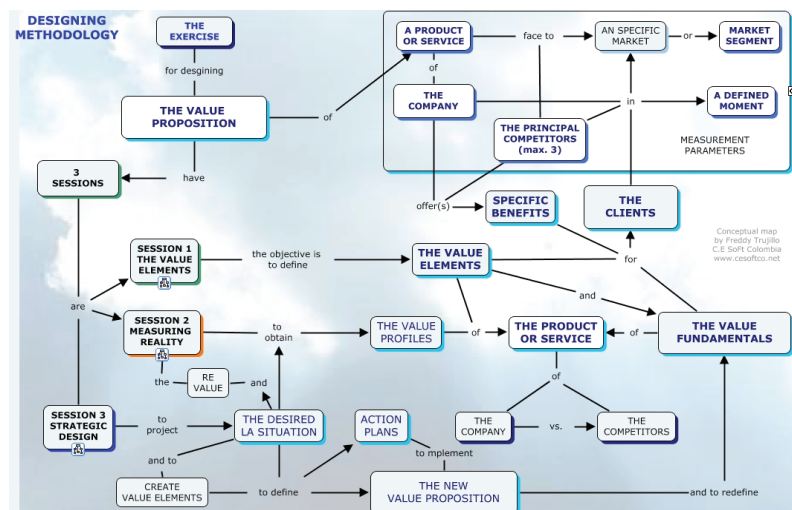 DESIGNING
METHODOLOGY
THE
EXERCISE
for desgining
THE VALUE
PROPOSITION
of
A PRODUCT
OR SERVICE
face to
AN SPECIFIC
MARKET
or
MARKET
SEGMENT
of
THE
COMPANY
in
A DEFINED
MOMENT
THE PRINCIPAL
COMPETITORS
(max. 3)
MEASUREMENT
PARAMETERS
have
3
SESSIONS
offer(s)
SPECIFIC
BENEFITS
THE
CLIENTS
Conceptual map
by Freddy Trujillo
C.E SoFt Colombia
www.cesoftco.net
SESSION 1
THE VALUE
ELEMENTS
the objective is
to define
THE VALUE
ELEMENTS
for
and
are
SESSION 2
MEASURING
REALITY
to
obtain
THE VALUE
PROFILES
of
THE PRODUCT
OR SERVICE
of
THE VALUE
FUNDAMENTALS
the
RE
VALUE
and
of
SESSION 3
STRATEGIC
DESIGN
to
project
THE DESIRED
LA SITUATION
ACTION
PLANS
THE
COMPANY
vs.
THE
COMPETITORS
and to
to mplement
CREATE
VALUE ELEMENTS
to define
THE NEW
VALUE PROPOSITION
and to redefine